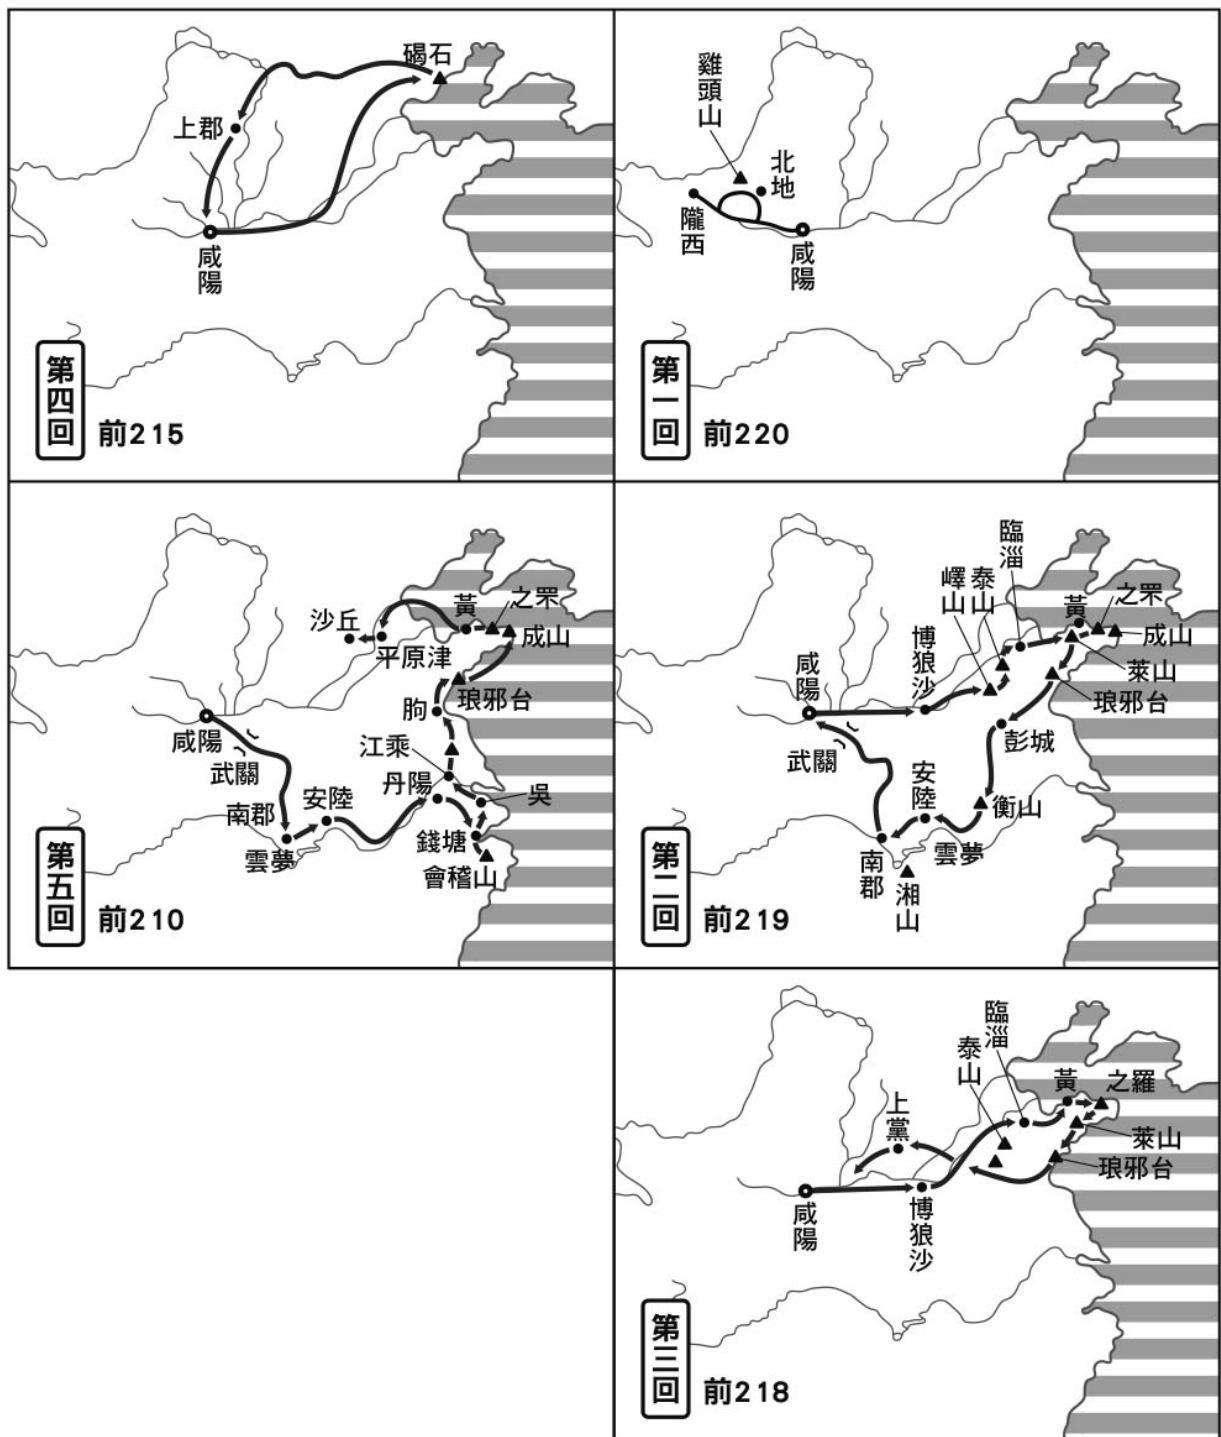 雞頭山
北地
隴西
咸陽
第一回
前220
臨淄
泰山
嶧山
黃
之罘
成山
萊山
琅邪台
博狼沙
咸陽
武關
彭城
衡山
安陸
雲夢
南郡
湘山
第二回
前219
臨淄
泰山
黃
之羅
萊山
琅邪台
上黨
咸陽
博狼沙
第三回
前218
碣石
上郡
咸陽
第四回
前215
沙丘
平原津
黃
之罘
成山
琅邪台
朐
咸陽
武關
江乘
丹陽
吳
南郡
安陸
雲夢
錢塘
會稽山
第五回
前210